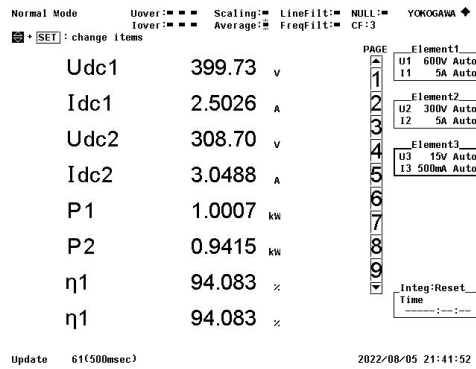 Normal Mode Uover: Scaling: LineFilt: NULL: YOKOGAWA
Iover: Average: FreqFilt: CF:3
+ SET : change items
PAGE
Udc1 399.73 V
Idc1 2.5026 A
Udc2 308.70 V
Idc2 3.0488 A
P1 1.0007 kW
P2 0.9415 kW
η1 94.083 %
η1 94.083 %
1
2
3
4
5
6
7
8
9
Element1
U1 600V Auto
I1 5A Auto
Element2
U2 300V Auto
I2 5A Auto
Element3
U3 15V Auto
I3 500mA Auto
Integ:Reset
Time
-----:--:--
Update 61(500msec) 2022/08/05 21:41:52